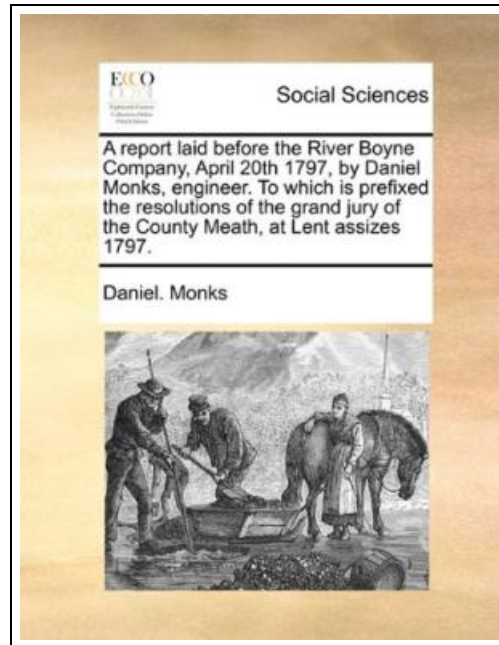 ECCO
Social Sciences
A report laid before the River Boyne
Company, April 20th 1797, by Daniel
Monks, engineer. To which is prefixed
the resolutions of the grand jury of
the County Meath, at Lent assizes
1797.
Daniel. Monks